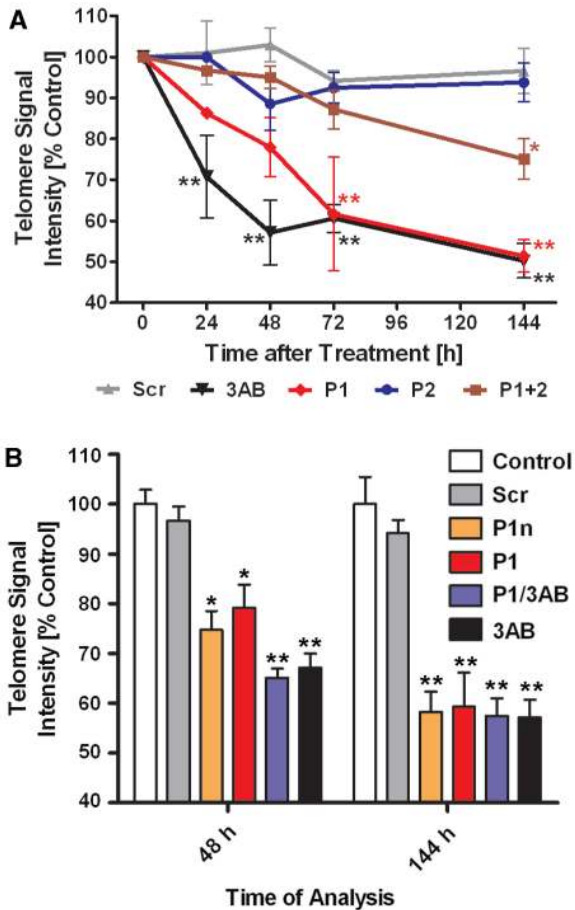 A
Telomere Signal
Intensity [% Control]
110
100
90
80
70
60
50
40
**
**
**
**
*
**
**
0 24 48 72 96 120 144
Time after Treatment [h]
Scr 3AB P1 P2 P1+2
B
Telomere Signal
Intensity [% Control]
110
100
90
80
70
60
50
40
* * ** **
** ** ** **
Control
Scr
P1n
P1
P1/3AB
3AB
48 h 144 h
Time of Analysis